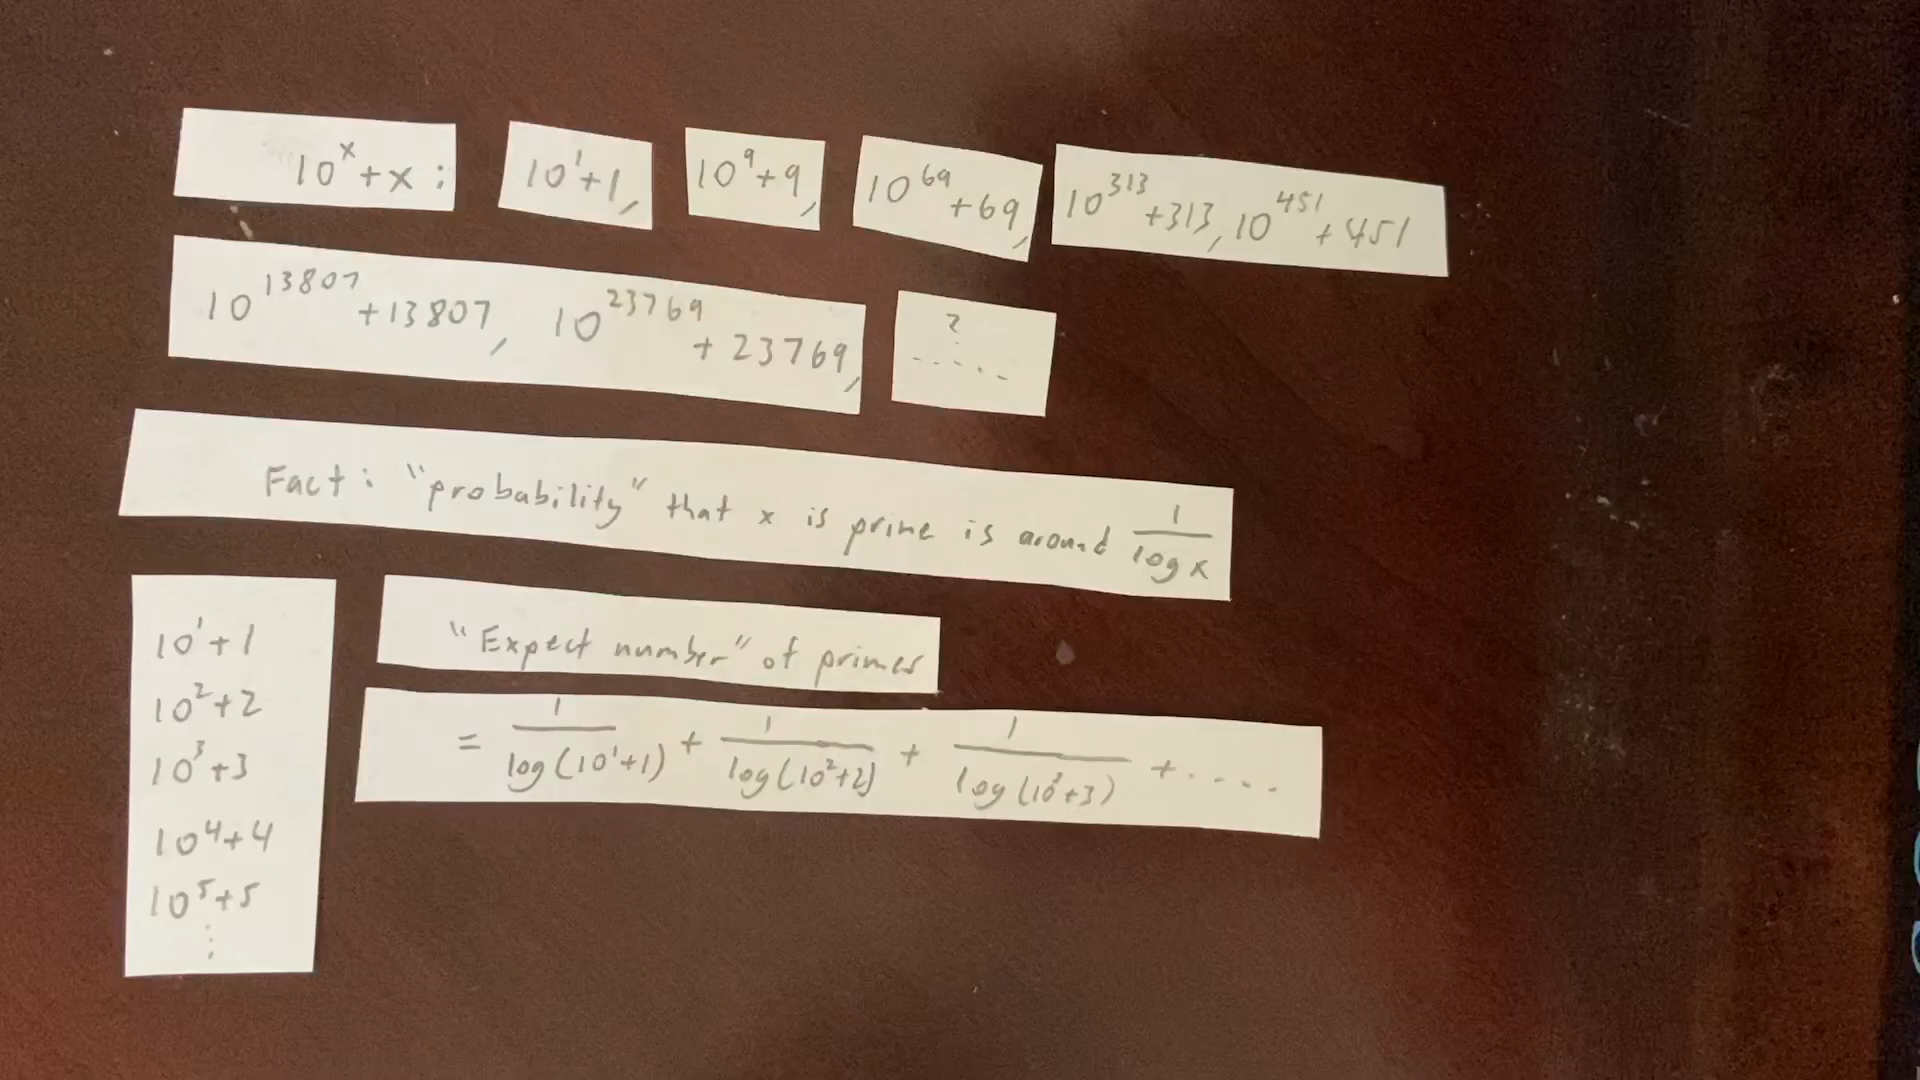 10^x + x : 10^1+1, 10^9+9, 10^69+69, 10^313+313, 10^451+451
10^13807+13807, 10^23769+23769, ? .....
Fact: "probability" that x is prime is around 1/log x
10^1+1
10^2+2
10^3+3
10^4+4
10^5+5
⋮
"Expect number" of primes
= 1/log(10^1+1) + 1/log(10^2+2) + 1/log(10^3+3) + ....